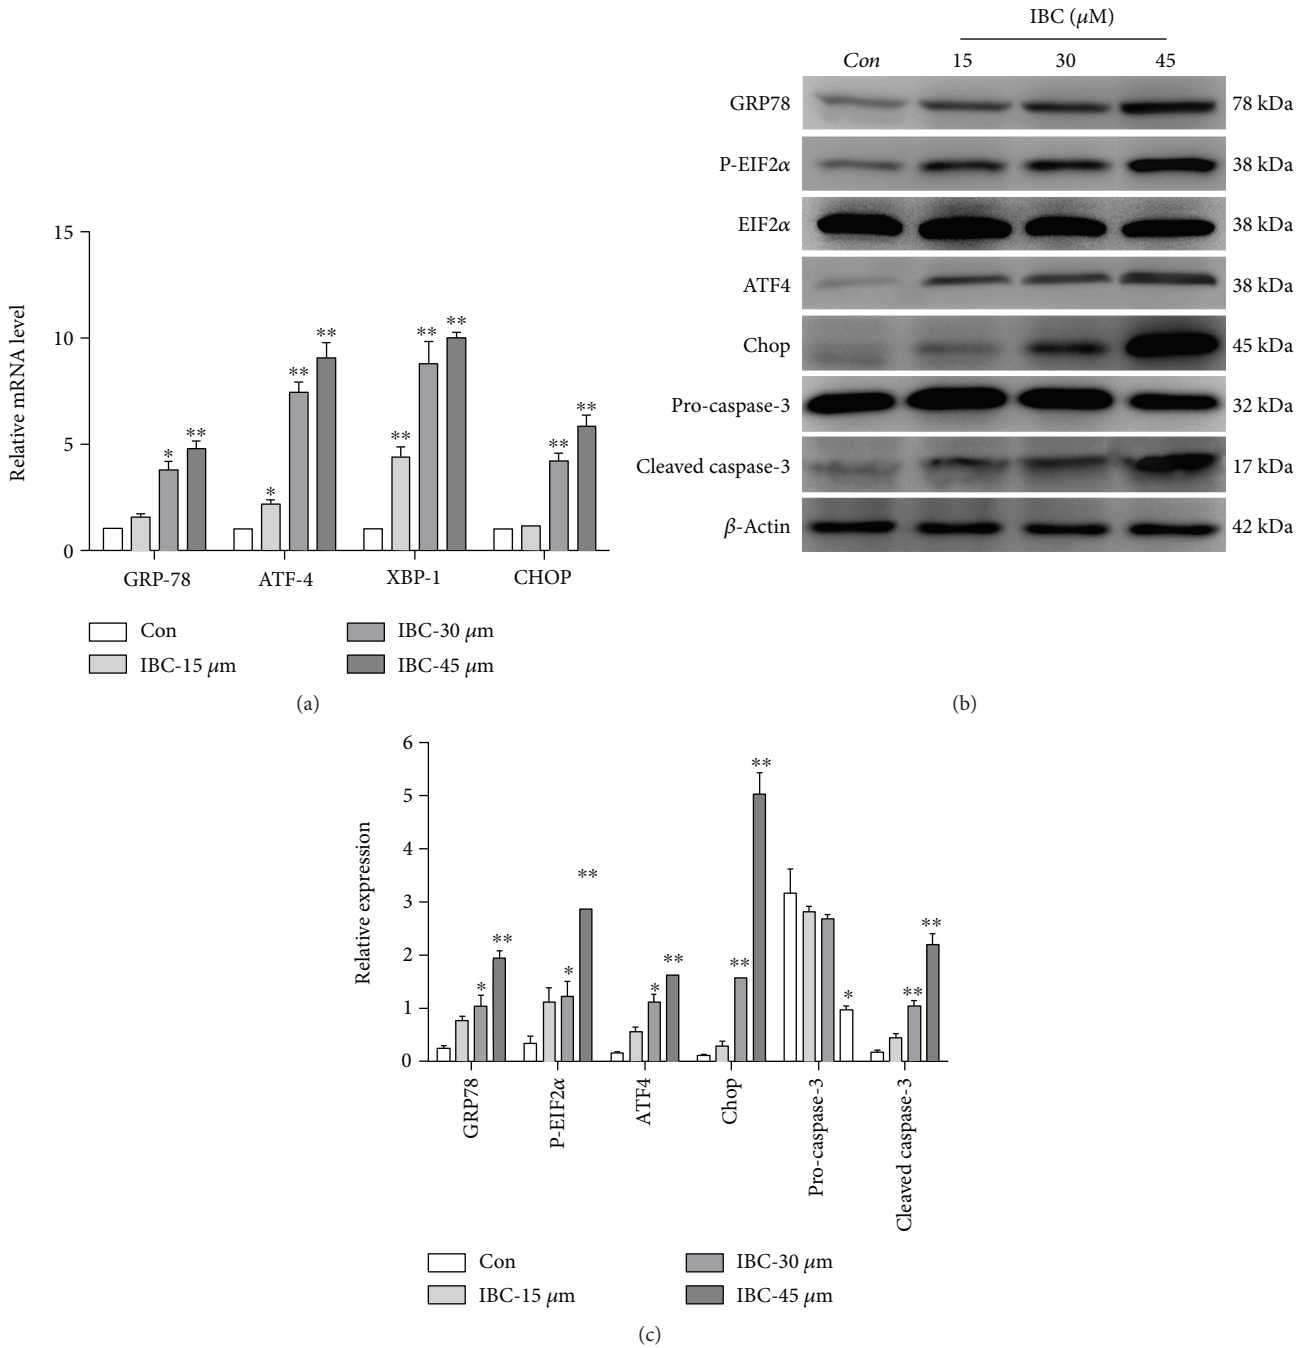 IBC (μM)
Con 15 30 45
GRP78 78 kDa
P-EIF2α 38 kDa
EIF2α 38 kDa
ATF4 38 kDa
Chop 45 kDa
Pro-caspase-3 32 kDa
Cleaved caspase-3 17 kDa
β-Actin 42 kDa
(b)
Relative mRNA level
15
10
5
0
* ** * ** ** ** ** ** ** **
GRP-78 ATF-4 XBP-1 CHOP
Con IBC-30 μm
IBC-15 μm IBC-45 μm
(a)
Relative expression
6
5
4
3
2
1
0
* ** * ** * ** ** ** * ** **
GRP78
P-EIF2α
ATF4
Chop
Pro-caspase-3
Cleaved caspase-3
Con IBC-30 μm
IBC-15 μm IBC-45 μm
(c)